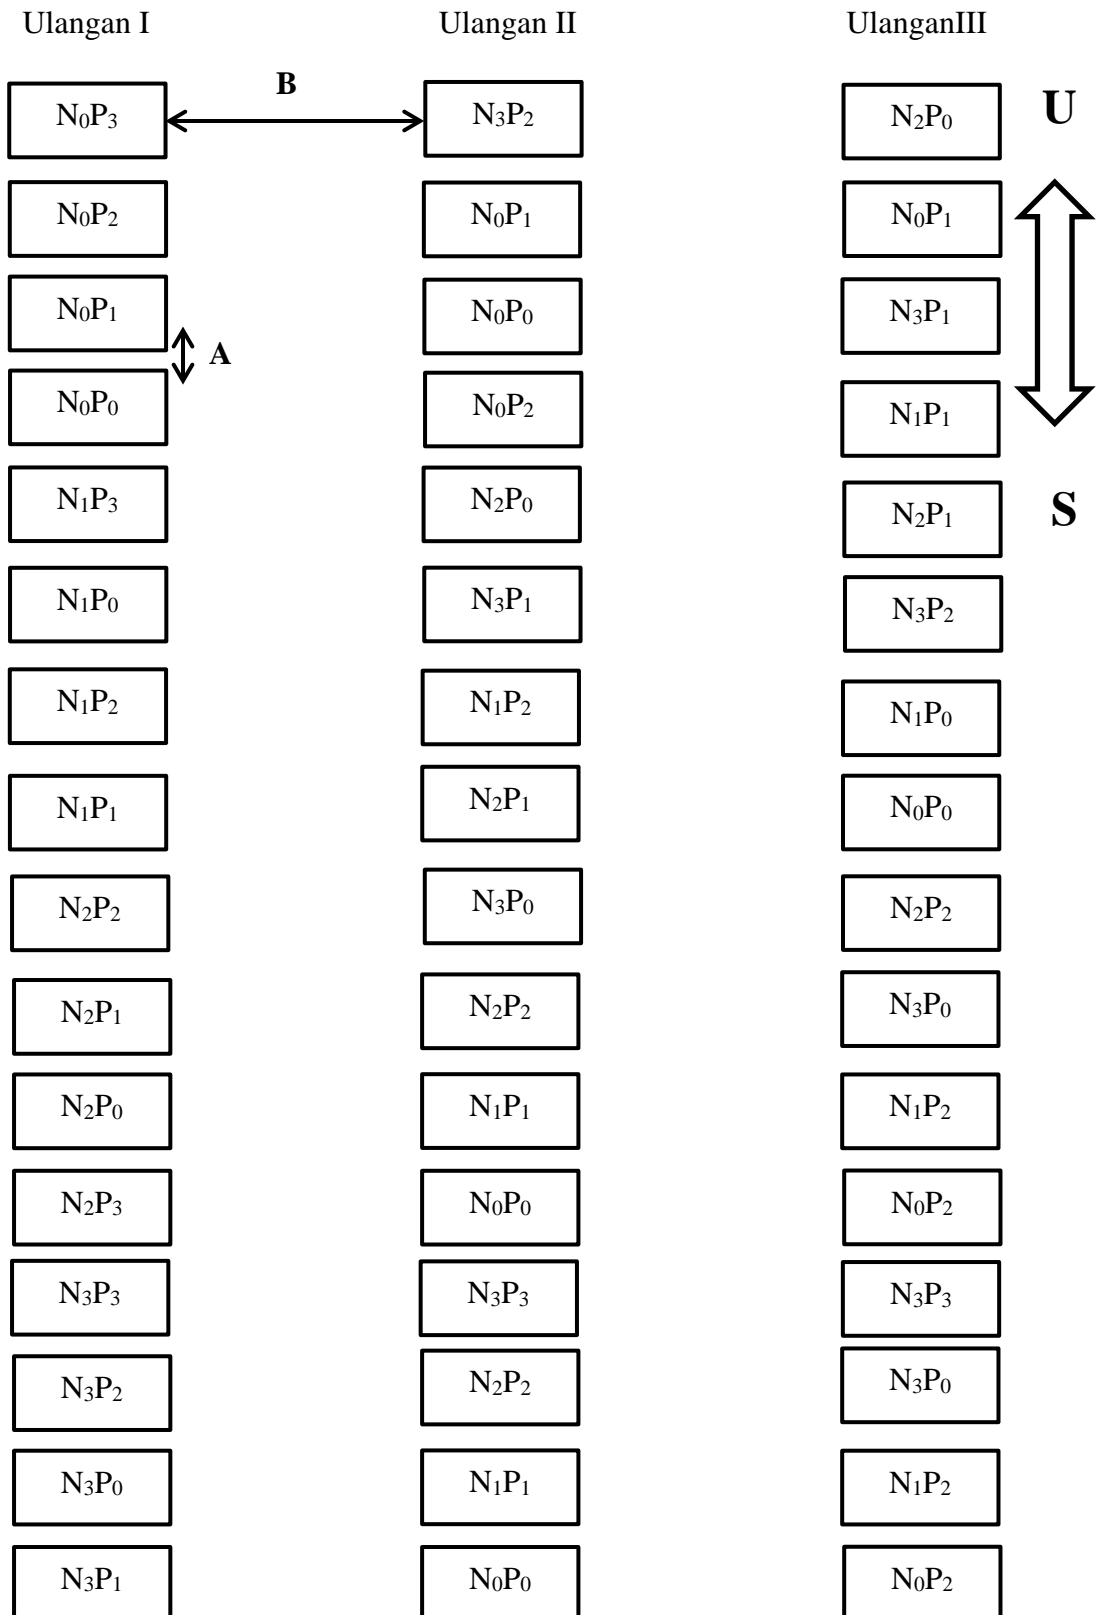 Ulangan I Ulangan II UlanganIII
B
N₀P₃ N₃P₂ N₂P₀ U
N₀P₂ N₀P₁ N₀P₁
N₀P₁ N₀P₀ N₃P₁
A
N₀P₀ N₀P₂ N₁P₁
N₁P₃ N₂P₀ N₂P₁ S
N₁P₀ N₃P₁ N₃P₂
N₁P₂ N₁P₂ N₁P₀
N₁P₁ N₂P₁ N₀P₀
N₂P₂ N₃P₀ N₂P₂
N₂P₁ N₂P₂ N₃P₀
N₂P₀ N₁P₁ N₁P₂
N₂P₃ N₀P₀ N₀P₂
N₃P₃ N₃P₃ N₃P₃
N₃P₂ N₂P₂ N₃P₀
N₃P₀ N₁P₁ N₁P₂
N₃P₁ N₀P₀ N₀P₂